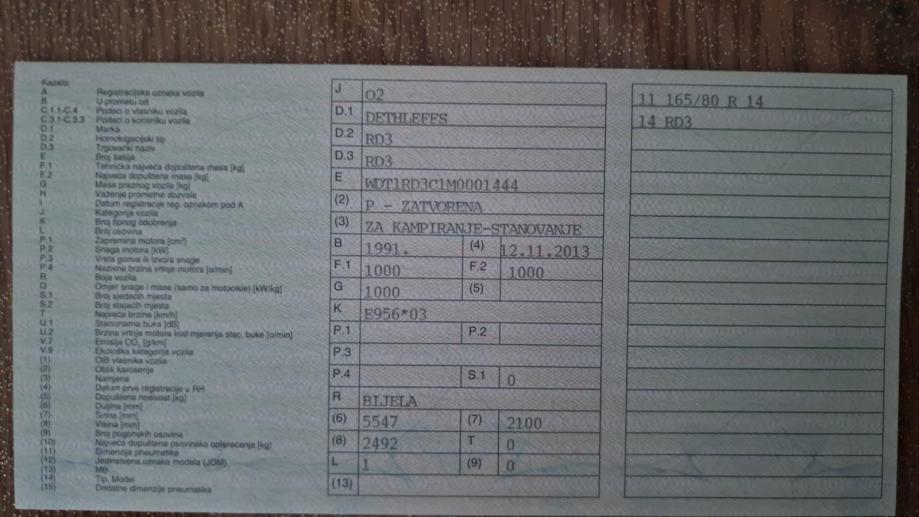 Kazalo:
A Registracijska oznaka vozila
B U prometu od
C.1.1-C.4 Podaci o vlasniku vozila
C.3.1-C.3.3 Podaci o korisniku vozila
D.1 Marka
D.2 Homologacijski tip
D.3 Trgovački naziv
E Broj šasije
F.1 Tehnička najveća dopuštena masa [kg]
F.2 Najveća dopuštena masa [kg]
G Masa praznog vozila [kg]
H Važenje prometne dozvole
I Datum registracije reg. oznakom pod A
J Kategorija vozila
K Broj tipnog odobrenja
L Broj osovina
P.1 Zapremina motora [cm³]
P.2 Snaga motora [kW]
P.3 Vrsta goriva ili izvora snage
P.4 Nazivna broj vrtnje motora [o/min]
R Boja vozila
Q Omjer snage i mase (samo za motocikle) [kW/kg]
S.1 Broj sjedećih mjesta
S.2 Broj stajaćih mjesta
T Najveća brzina [km/h]
U.1 Stacionarna buka [dB]
U.2 Brzina vrtnje motora kod mjerenja stac. buke [o/min]
V.7 Emisija CO₂ [g/km]
V.9 Ekološka kategorija vozila
(1) OIB vlasnika vozila
(2) Oblik karoserije
(3) Namjena
(4) Datum prve registracije u RH
(5) Dopuštena nosivost [kg]
(6) Duljina [mm]
(7) Širina [mm]
(8) Visina [mm]
(9) Broj pogonskih osovina
(10) Najveće dopuštena osovinska opterećenja [kg]
(11) Dimenzija pneumatika
(12) Jedinstvena oznaka modela (JOM)
(13) MB
(14) Tip, Model
(15) Dodatne dimenzije pneumatika
J O2
D.1 DETHLEFFS
D.2 RD3
D.3 RD3
E WDT1RD3C1M0001444
(2) P - ZATVORENA
(3) ZA KAMPIRANJE-STANOVANJE
B 1991. (4) 12.11.2013
F.1 1000 F.2 1000
G 1000 (5)
K E956*03
P.1 P.2
P.3
P.4 S.1 0
R BIJELA
(6) 5547 (7) 2100
(8) 2492 T 0
L 1 (9) 0
(13)
11 165/80 R 14
14 RD3